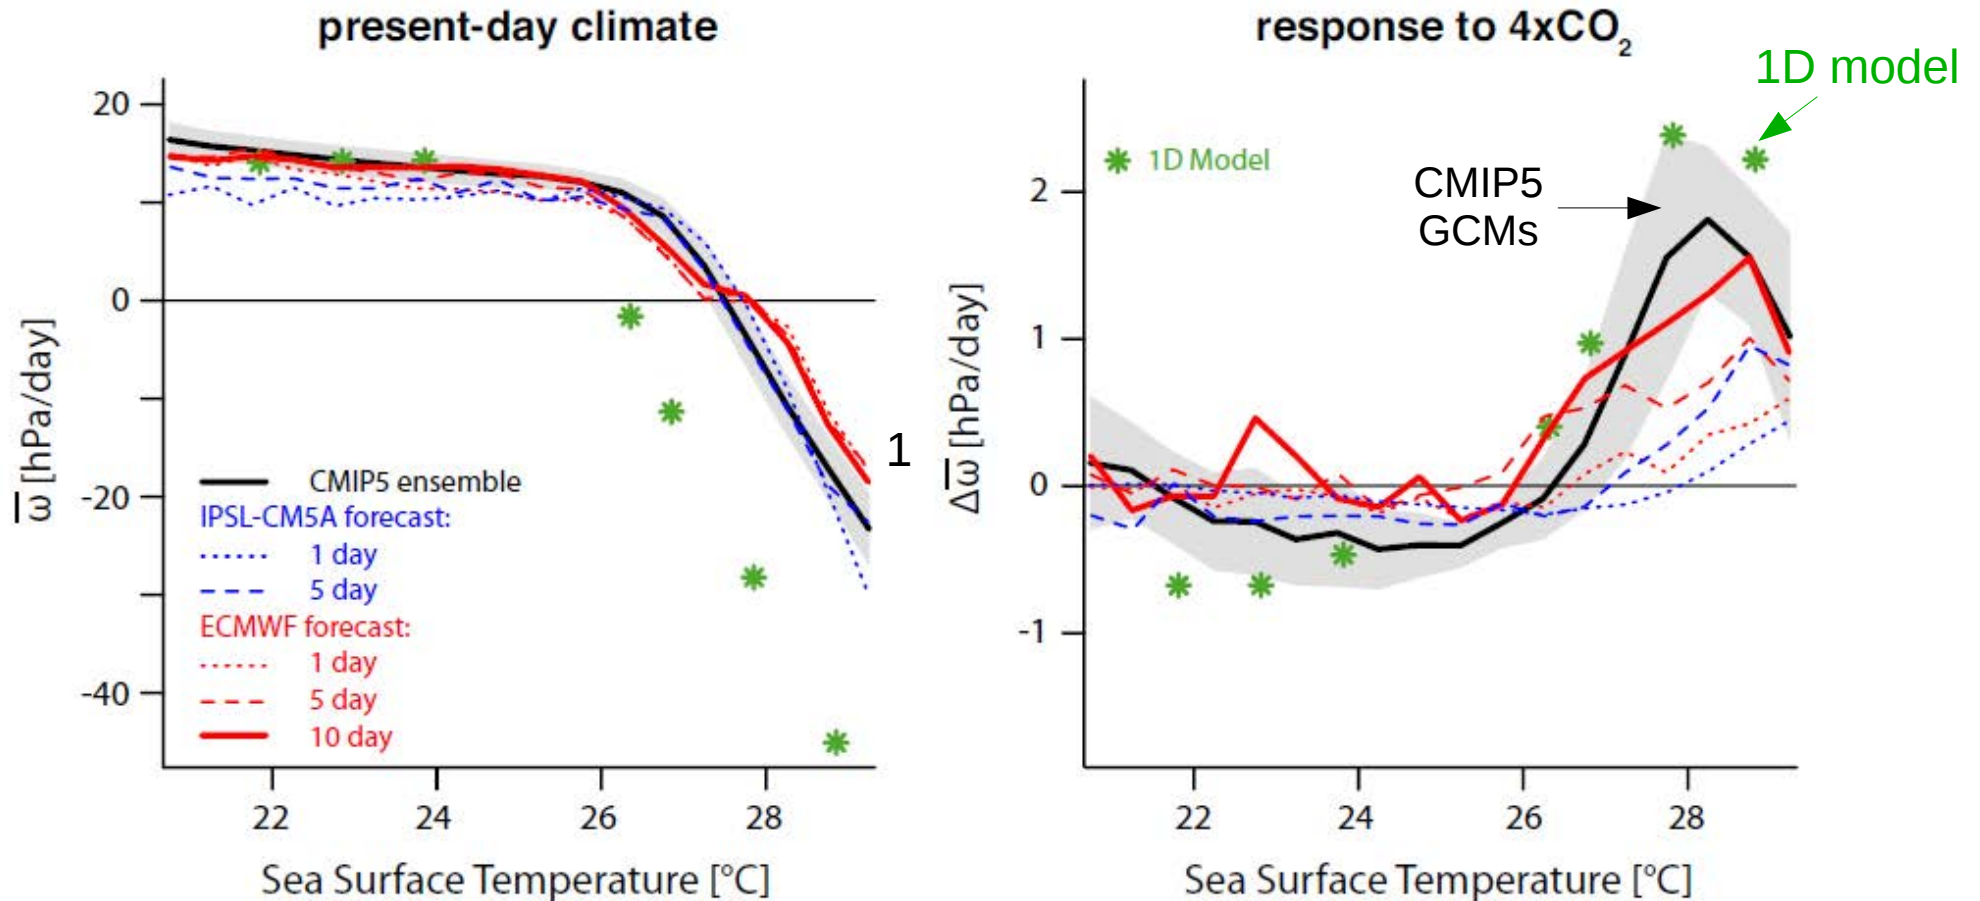 present-day climate
20
0
-20
-40
ω̅ [hPa/day]
CMIP5 ensemble
IPSL-CM5A forecast:
1 day
5 day
ECMWF forecast:
1 day
5 day
10 day
22
24
26
28
Sea Surface Temperature [°C]
1
response to 4xCO₂
1D model
1D Model
CMIP5
GCMs
2
1
0
-1
Δω̅ [hPa/day]
22
24
26
28
Sea Surface Temperature [°C]